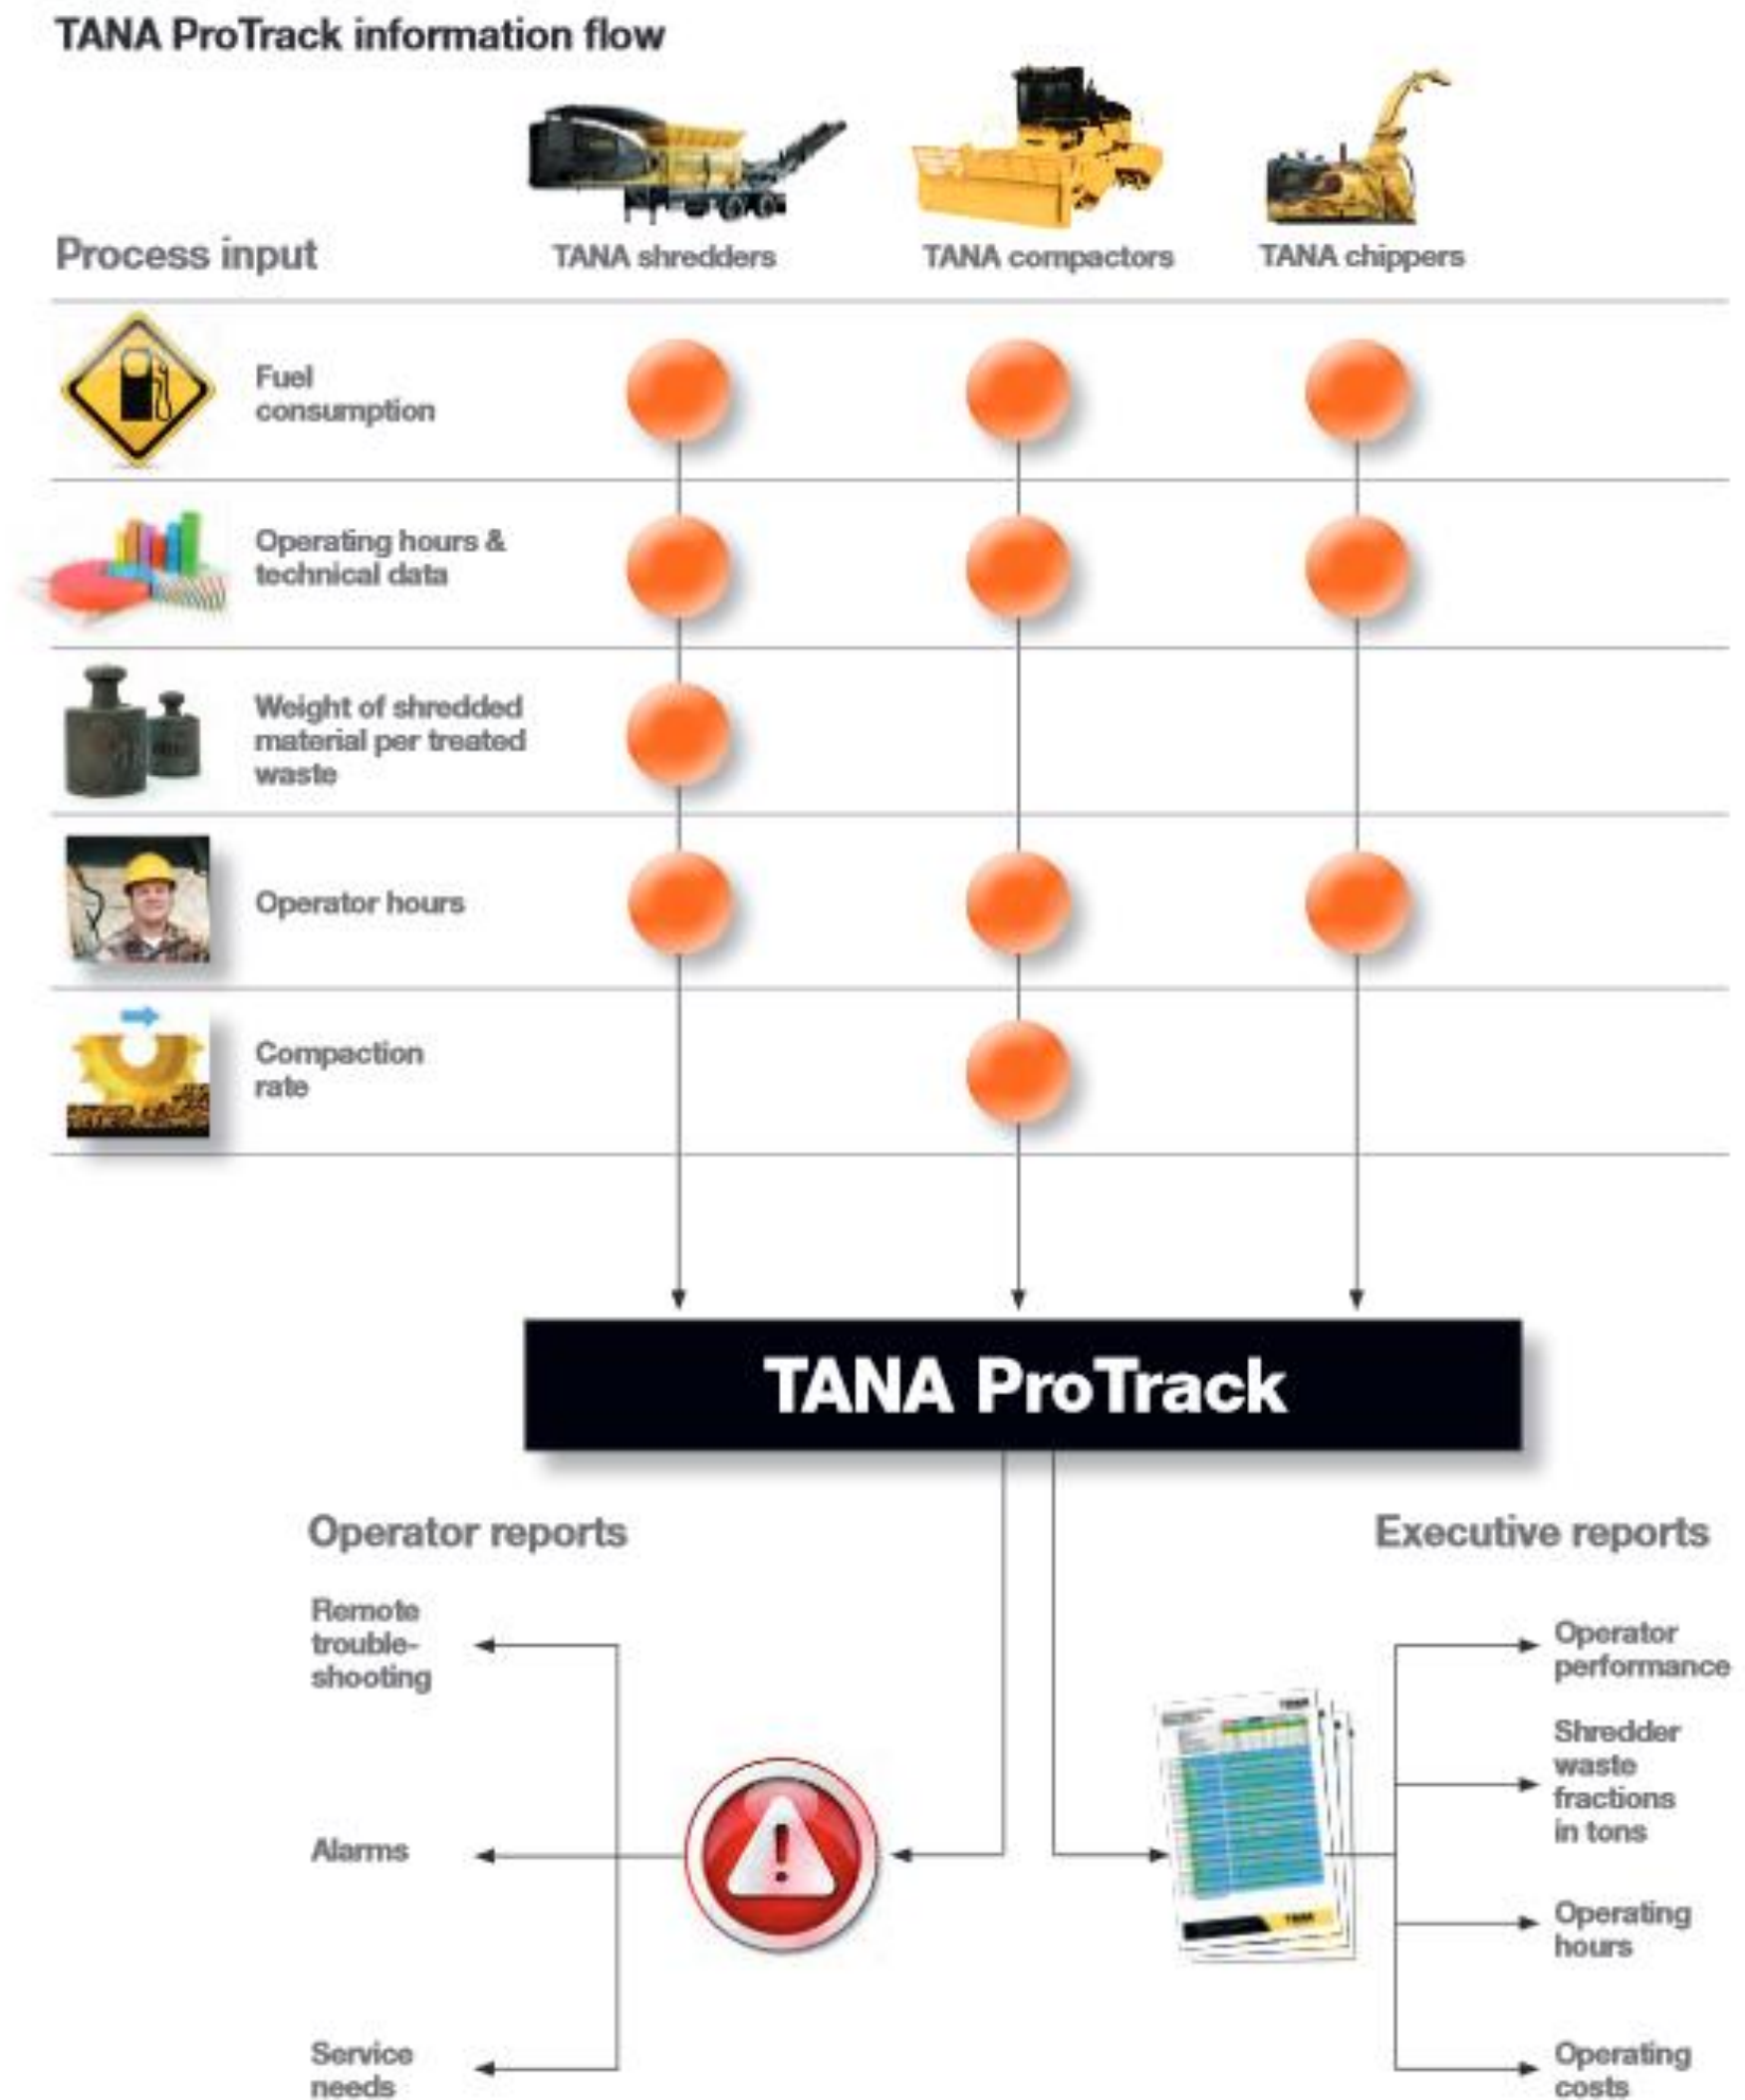 TANA ProTrack information flow
Process input
TANA shredders
TANA compactors
TANA chippers
Fuel
consumption
Operating hours &
technical data
Weight of shredded
material per treated
waste
Operator hours
Compaction
rate
TANA ProTrack
Operator reports
Remote
trouble-
shooting
Alarms
Service
needs
Executive reports
Operator
performance
Shredder
waste
fractions
in tons
Operating
hours
Operating
costs